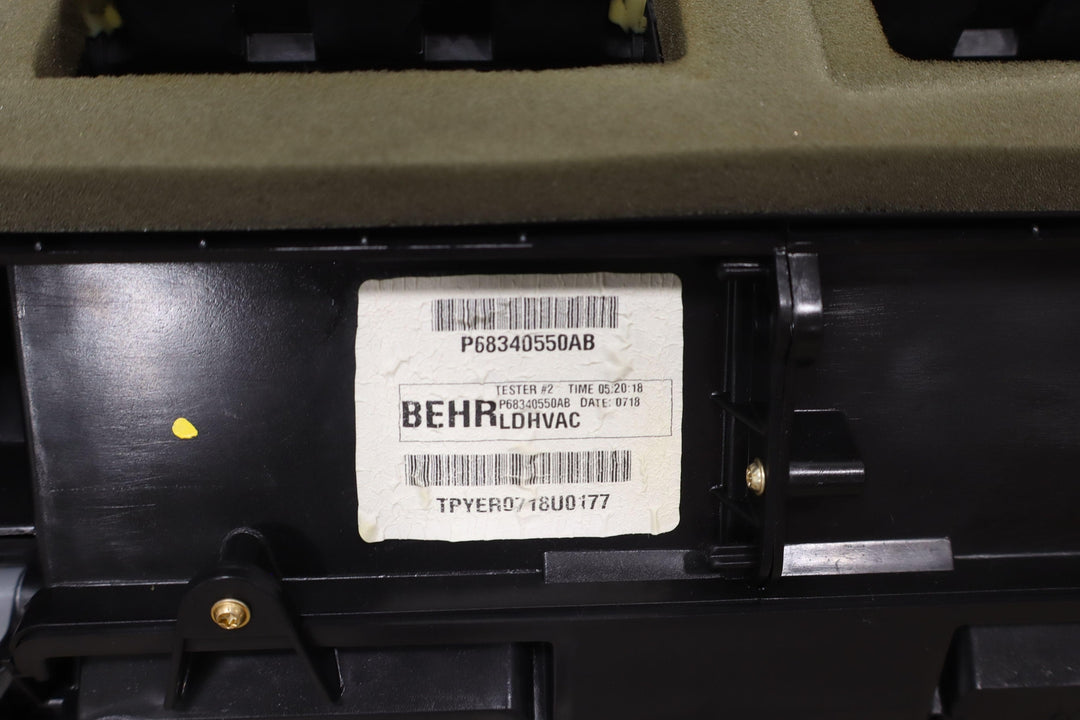 P68340550AB
TESTER #2 TIME 05:20:18
P68340550AB DATE: 0718
BEHR LDHVAC
TPYER0718U0177